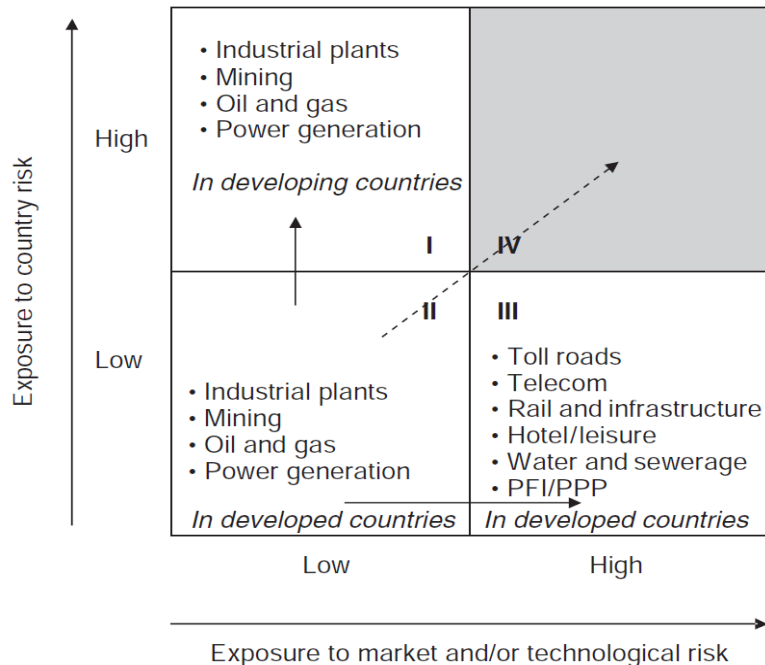 Exposure to country risk
High
Low
• Industrial plants
• Mining
• Oil and gas
• Power generation
In developing countries
I
IV
II
III
• Industrial plants
• Mining
• Oil and gas
• Power generation
In developed countries
• Toll roads
• Telecom
• Rail and infrastructure
• Hotel/leisure
• Water and sewerage
• PFI/PPP
In developed countries
Low
High
Exposure to market and/or technological risk